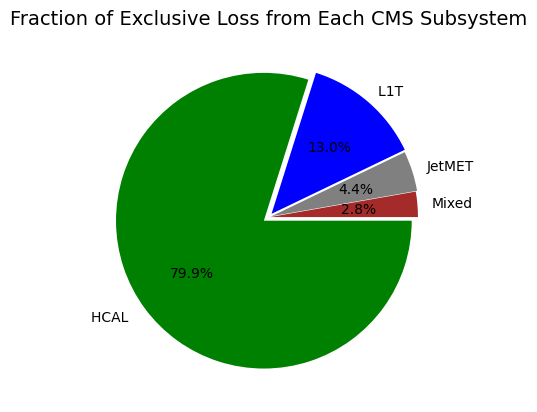 Fraction of Exclusive Loss from Each CMS Subsystem
L1T
13.0%
JetMET
4.4%
Mixed
2.8%
79.9%
HCAL